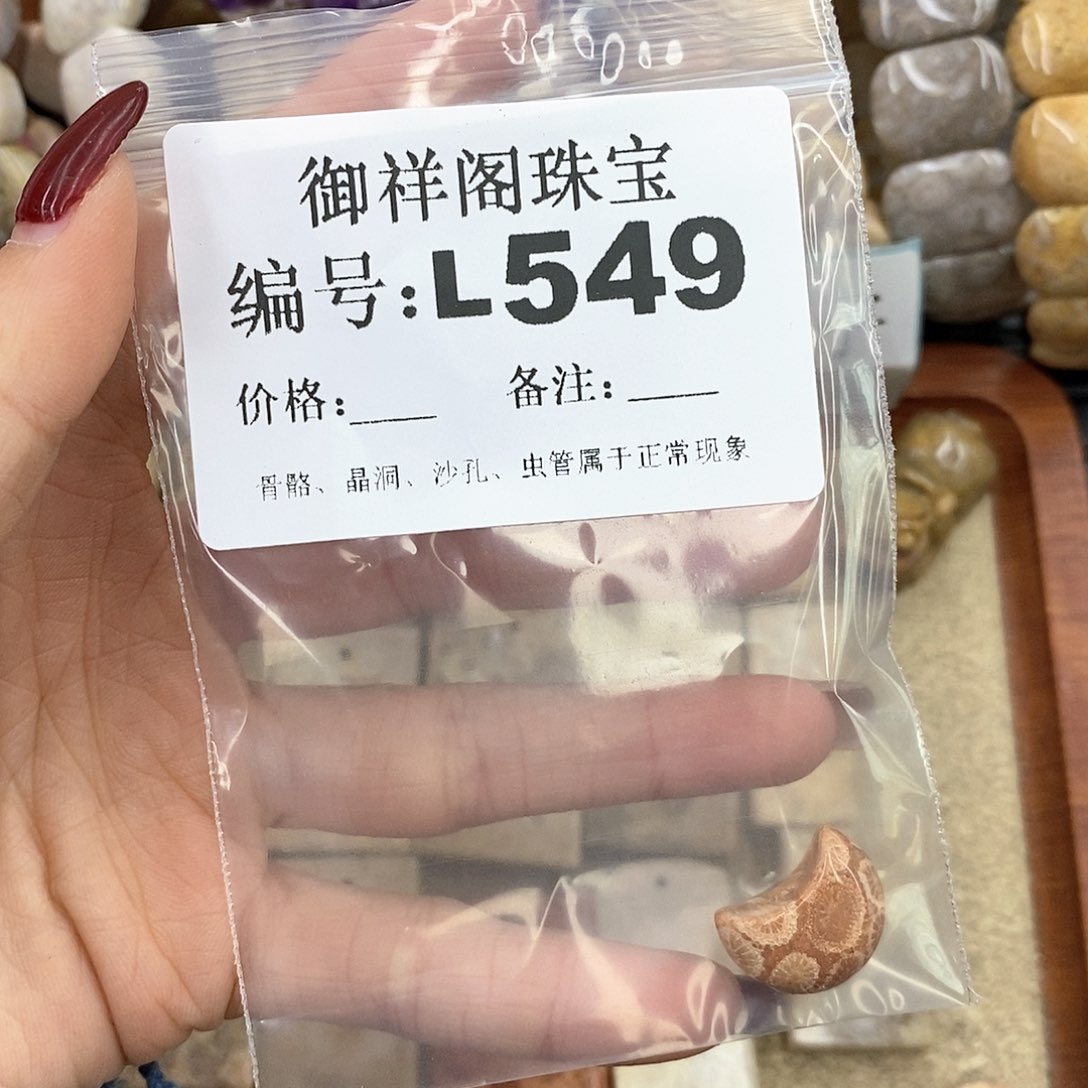 御祥阁珠宝
编号:L549
价格:____ 备注:____
骨骼、晶洞、沙孔、虫管属于正常现象